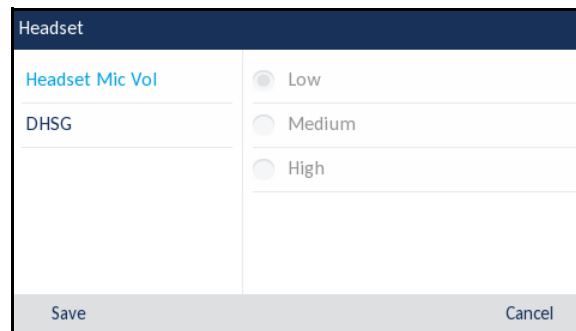 Headset
Headset Mic Vol
DHSG
Low
Medium
High
Save
Cancel